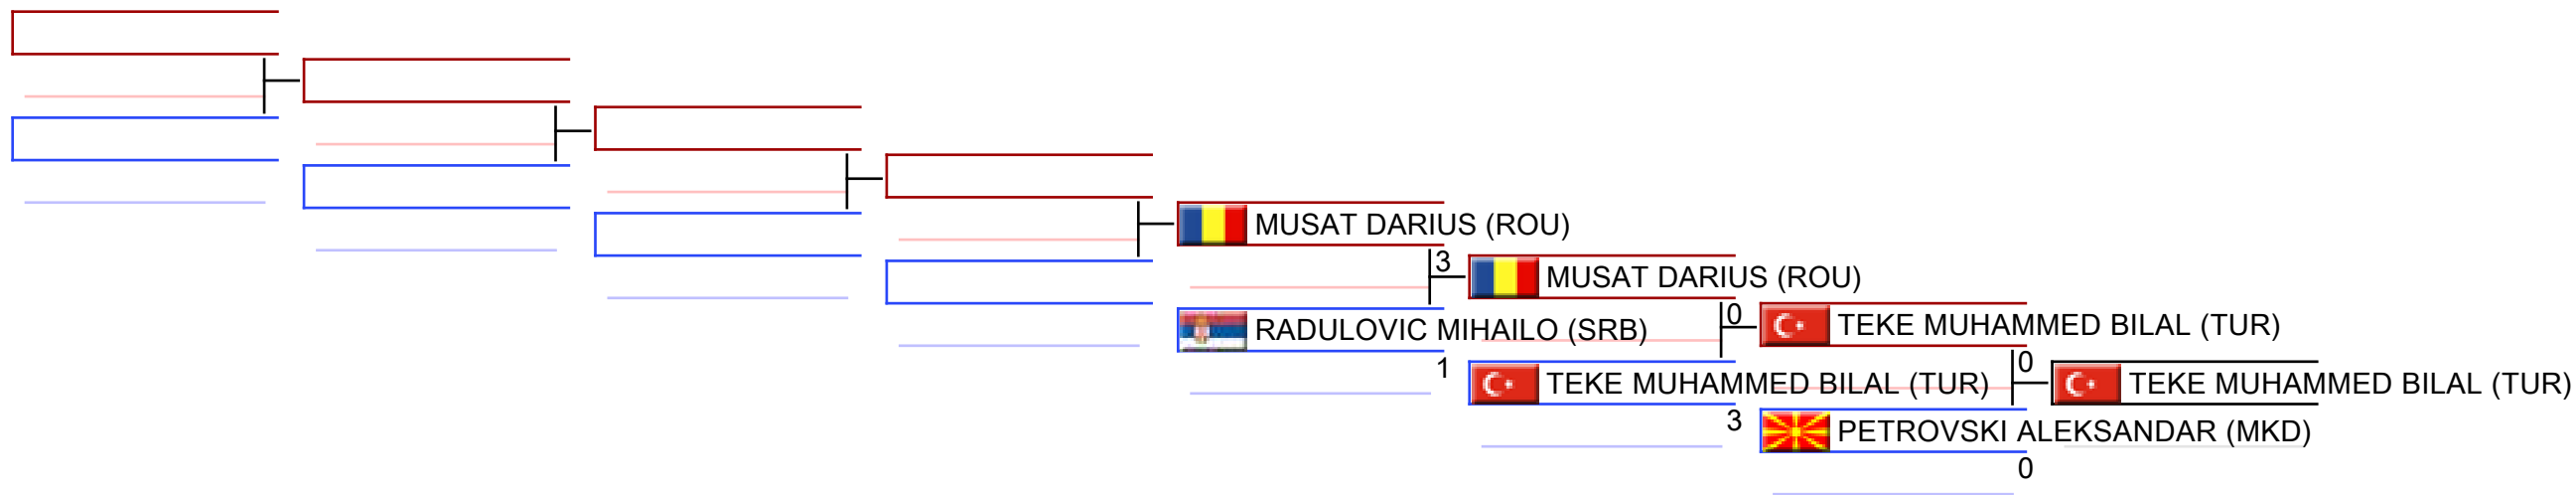 MUSAT DARIUS (ROU)
3
MUSAT DARIUS (ROU)
RADULOVIC MIHAILO (SRB)
1
0
TEKE MUHAMMED BILAL (TUR)
TEKE MUHAMMED BILAL (TUR)
3
0
TEKE MUHAMMED BILAL (TUR)
PETROVSKI ALEKSANDAR (MKD)
0